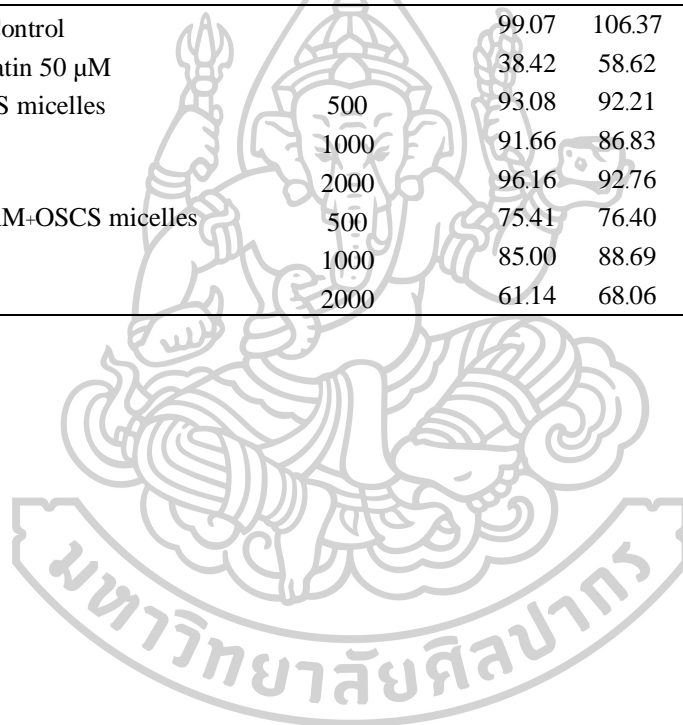 Control 99.07 106.37
atin 50 µM 38.42 58.62
S micelles 500 93.08 92.21
1000 91.66 86.83
2000 96.16 92.76
AM+OSCS micelles 500 75.41 76.40
1000 85.00 88.69
2000 61.14 68.06
มหาวิทยาลัยศิลปากร